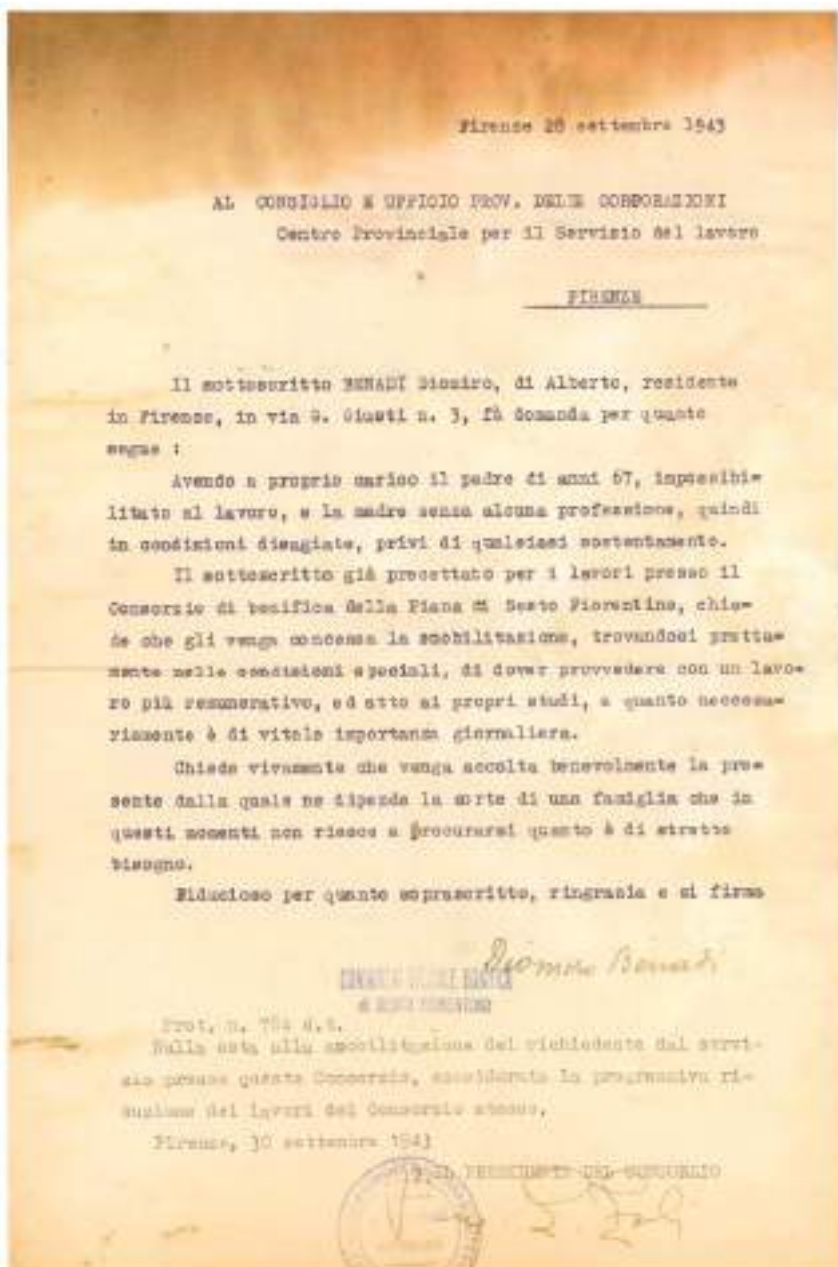 Firenze 28 settembre 1943
AL CONSIGLIO E UFFICIO PROV. DELLE CORPORAZIONI
Centro Provinciale per il Servizio del lavoro
FIRENZE
Il sottoscritto BENADÌ Diomiro, di Alberto, residente
in Firenze, in via G. Giusti n. 3, fà domanda per quanto
segue :
Avendo a proprio carico il padre di anni 67, impossibi=
litato al lavoro, e la madre senza alcuna professione, quindi
in condizioni disagiate, privi di qualsiasi sostentamento.
Il sottoscritto già precettato per i lavori presso il
Consorzio di bonifica della Piana di Sesto Fiorentino, chie=
de che gli venga concessa la smobilitazione, trovandosi pretta=
mente nelle condizioni speciali, di dover provvedere con un lavo=
ro più remunerativo, ed atto ai propri studi, a quanto necessa=
riamente è di vitale importanza giornaliera.
Chiede vivamente che venga accolta benevolmente la pre=
sente dalla quale ne dipende la sorte di una famiglia che in
questi momenti non riesce a procurarsi quanto è di stretto
bisogno.
Fiducioso per quanto soprascritto, ringrazia e si firma
Diomiro Benadì
di SESTO FIORENTINO
Prot. n. 784 d.t.
Nulla osta alla smobilitazione del richiedente dal servi-
zio presso questo Consorzio, considerata la progressiva ri-
duzione dei lavori del Consorzio stesso.
Firenze, 30 settembre 1943
IL PRESIDENTE DEL CONSORZIO